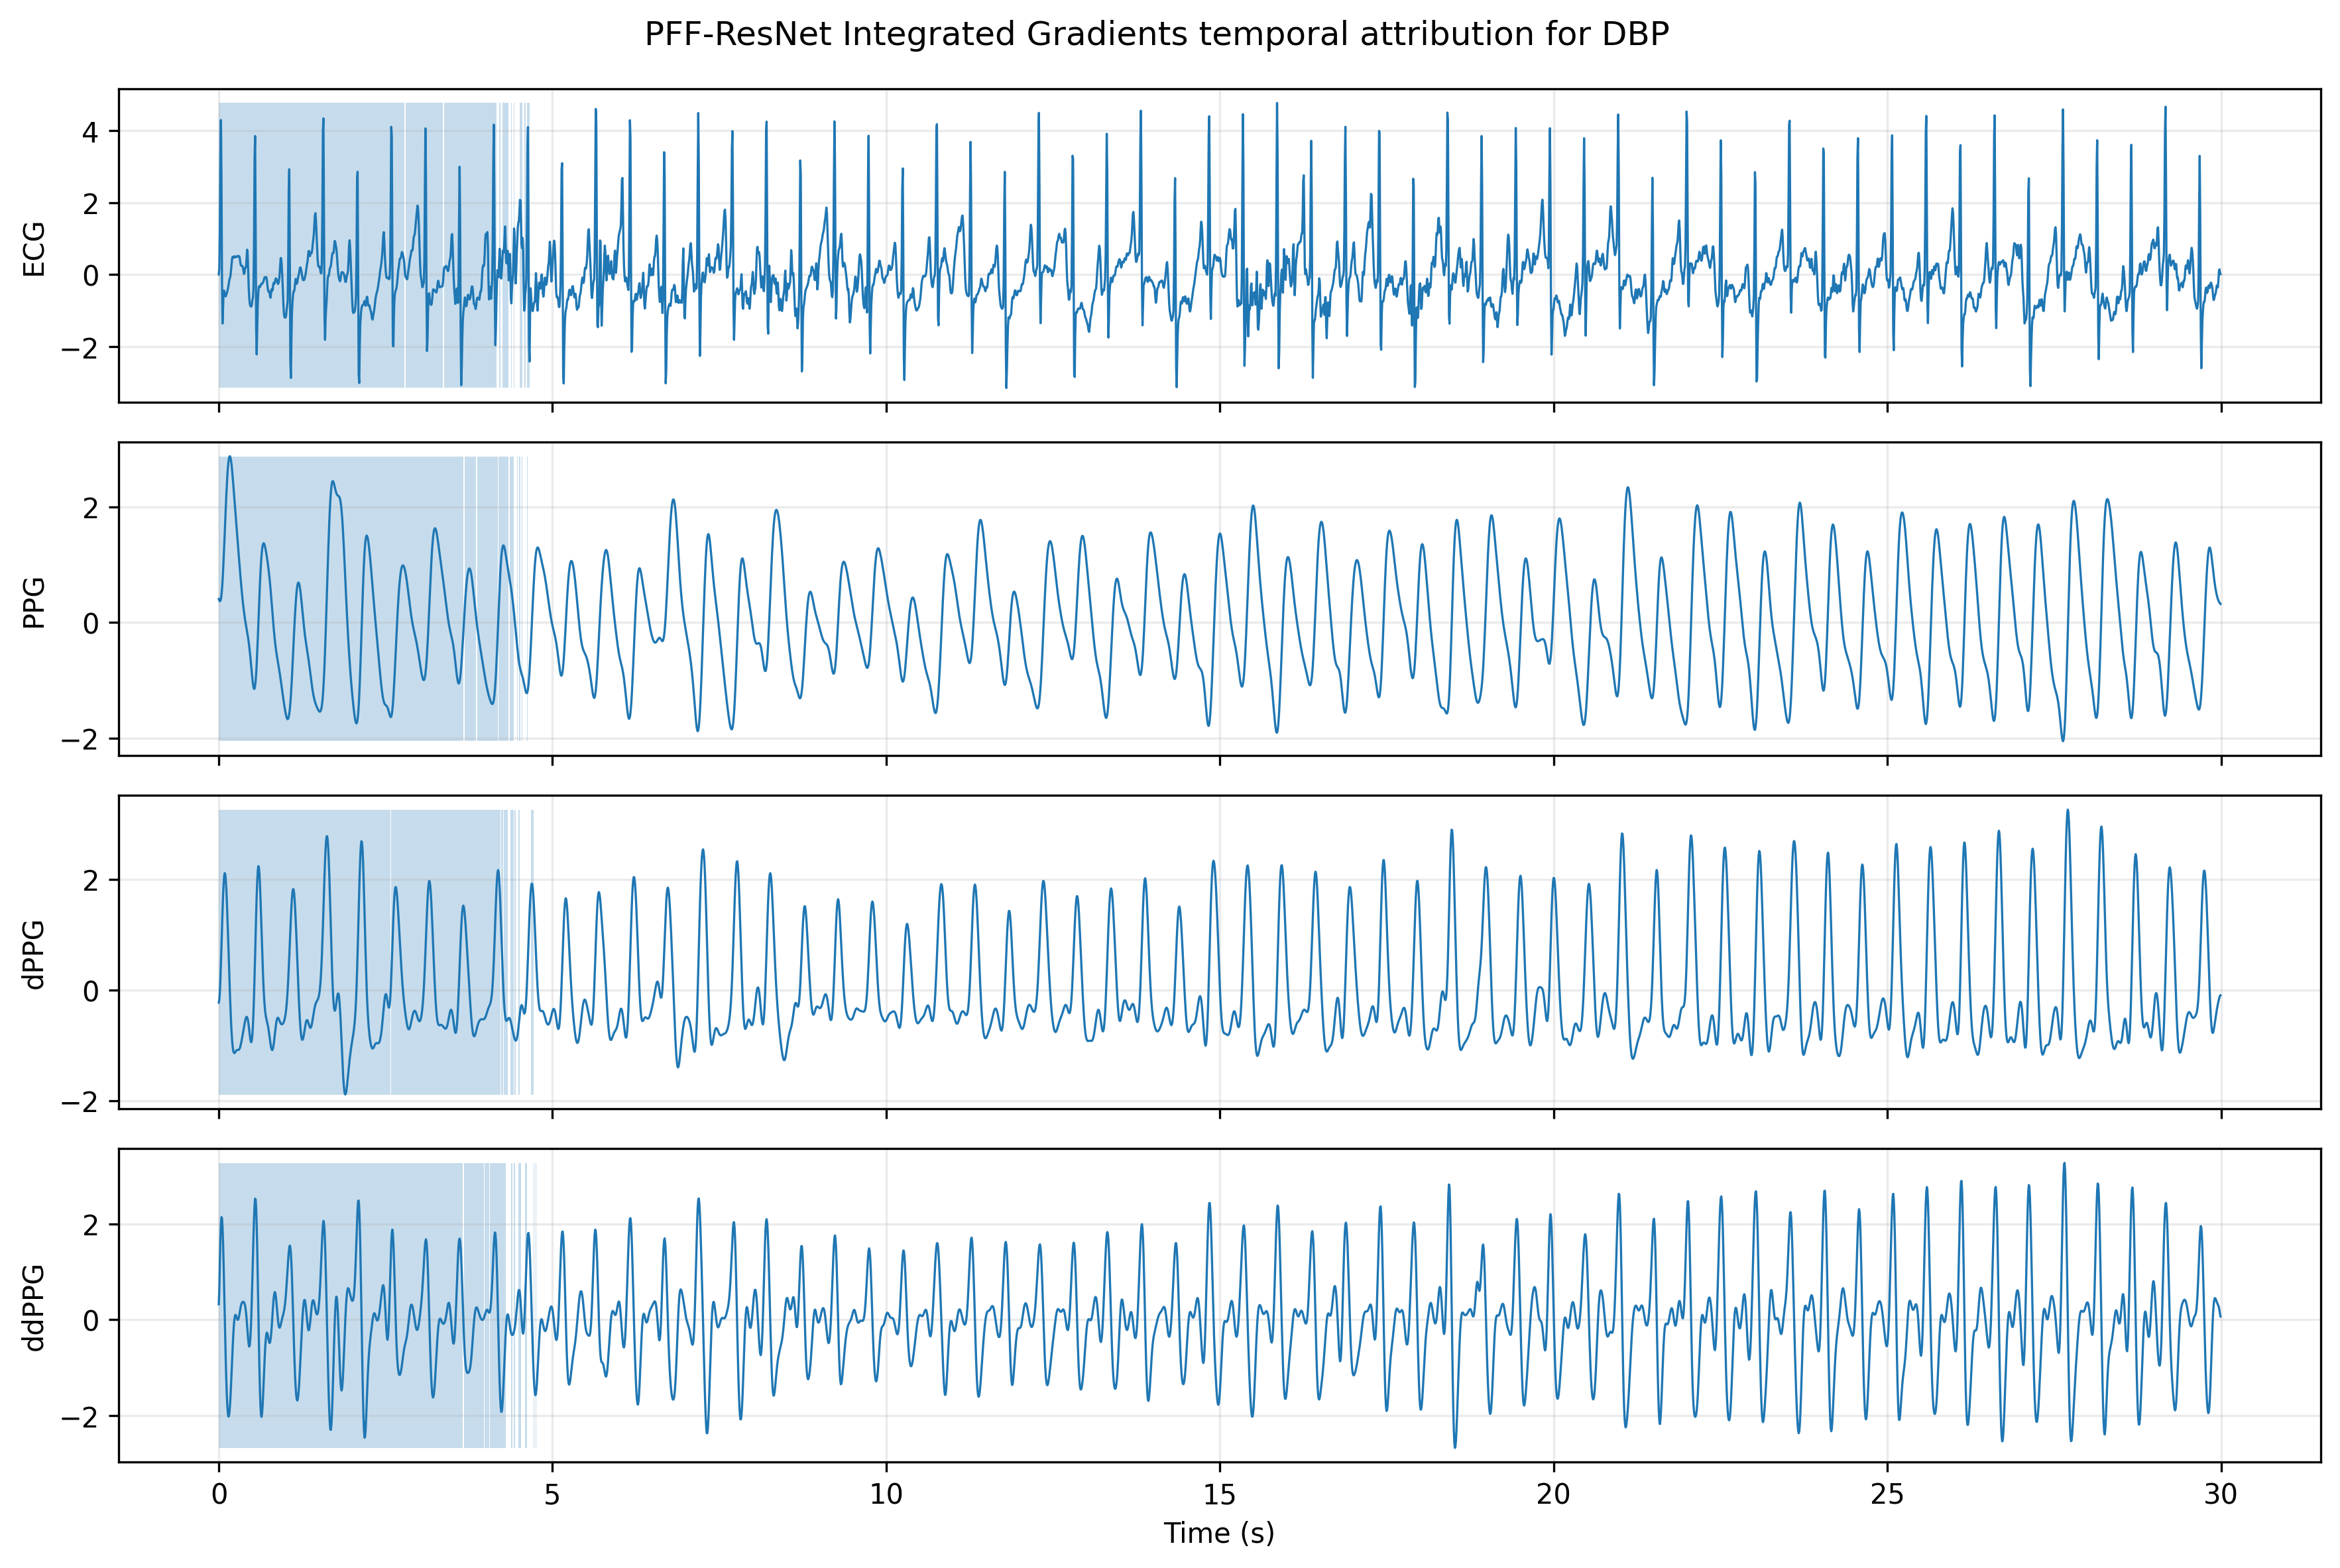 PFF-ResNet Integrated Gradients temporal attribution for DBP
ECG
4
2
0
−2
PPG
2
0
−2
dPPG
2
0
−2
ddPPG
2
0
−2
0 5 10 15 20 25 30
Time (s)